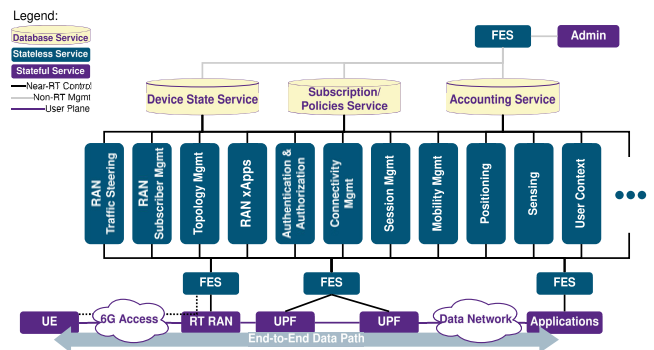 Legend:
Database Service
Stateless Service
Stateful Service
Near-RT Control
Non-RT Mgmt
User Plane
FES
Admin
Device State Service
Subscription/
Policies Service
Accounting Service
RAN
Traffic Steering
RAN
Subscriber Mgmt
Topology Mgmt
RAN xApps
Authentication &
Authorization
Connectivity
Mgmt
Session Mgmt
Mobility Mgmt
Positioning
Sensing
User Context
FES
FES
FES
UE
6G Access
RT RAN
UPF
UPF
Data Network
Applications
End-to-End Data Path